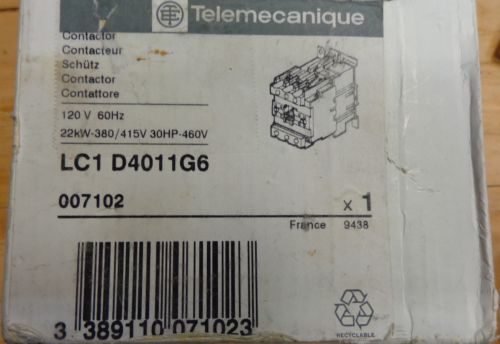 Telemecanique
Contactor
Contacteur
Schütz
Contactor
Contattore
120 V 60Hz
22kW-380/415V 30HP-460V
LC1 D4011G6
007102
x 1
France 9438
3 389110 071023
RECYCLABLE